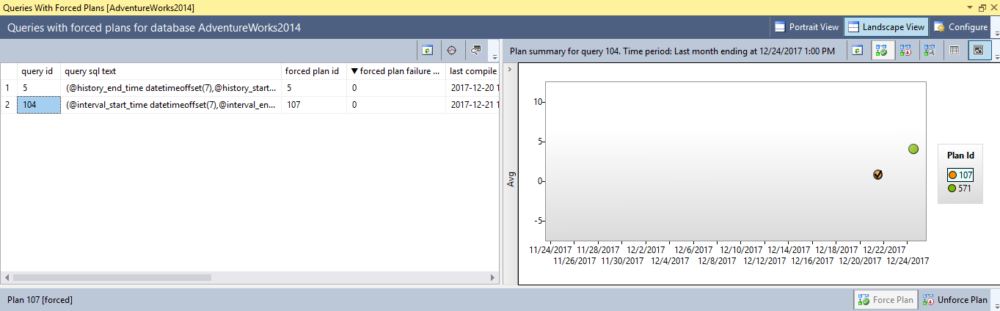 Queries With Forced Plans [AdventureWorks2014]
Queries with forced plans for database AdventureWorks2014
Portrait View
Landscape View
Configure
Plan summary for query 104. Time period: Last month ending at 12/24/2017 1:00 PM
query id query sql text forced plan id ▼ forced plan failure ... last compile
1 5 (@history_end_time datetimeoffset(7),@history_start... 5 0 2017-12-20 1
2 104 (@interval_start_time datetimeoffset(7),@interval_en... 107 0 2017-12-21 1
Avg
10
5
0
-5
11/24/2017 11/28/2017 12/2/2017 12/6/2017 12/10/2017 12/14/2017 12/18/2017 12/22/2017
11/26/2017 11/30/2017 12/4/2017 12/8/2017 12/12/2017 12/16/2017 12/20/2017 12/24/2017
Plan Id
107
571
Plan 107 [forced]
Force Plan
Unforce Plan